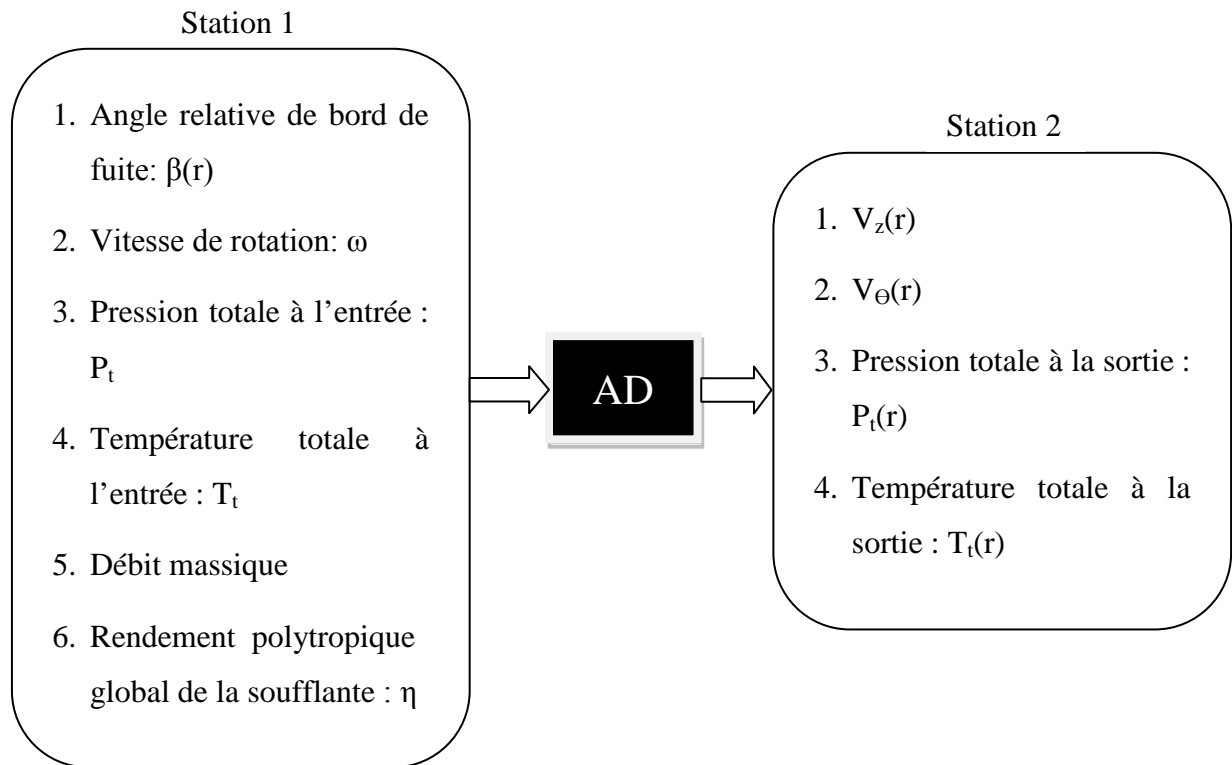 Station 1
1. Angle relative de bord de
fuite: β(r)
2. Vitesse de rotation: ω
3. Pression totale à l’entrée :
Pt
4. Température totale à
l’entrée : Tt
5. Débit massique
6. Rendement polytropique
global de la soufflante : η
AD
Station 2
1. Vz(r)
2. VΘ(r)
3. Pression totale à la sortie :
Pt(r)
4. Température totale à la
sortie : Tt(r)